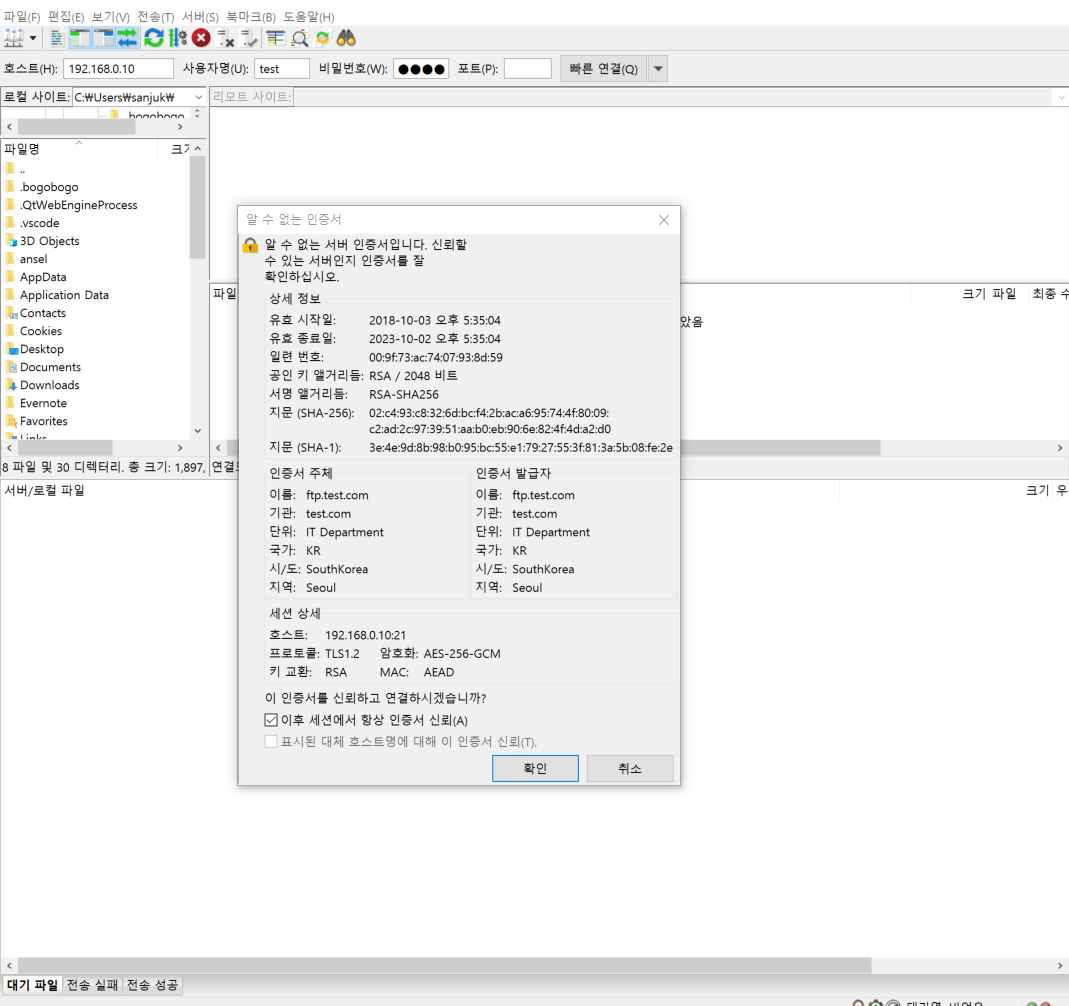 파일(F) 편집(E) 보기(V) 전송(T) 서버(S) 북마크(B) 도움말(H)
호스트(H): 192.168.0.10 사용자명(U): test 비밀번호(W): ●●●● 포트(P): 빠른 연결(Q)
로컬 사이트: C:₩Users₩sanjuk₩ 리모트 사이트:
bogobogo
파일명
..
.bogobogo
.QtWebEngineProcess
.vscode
3D Objects
ansel
AppData
Application Data
Contacts
Cookies
Desktop
Documents
Downloads
Evernote
Favorites
Links
8 파일 및 30 디렉터리. 총 크기: 1,897,
크기 파일 최종
알 수 없는 인증서
알 수 없는 서버 인증서입니다. 신뢰할
수 있는 서버인지 인증서를 잘
확인하십시오.
상세 정보
유효 시작일: 2018-10-03 오후 5:35:04
유효 종료일: 2023-10-02 오후 5:35:04
일련 번호: 00:9f:73:ac:74:07:93:8d:59
공인 키 앨거리듬: RSA / 2048 비트
서명 앨거리듬: RSA-SHA256
지문 (SHA-256): 02:c4:93:c8:32:6d:bc:f4:2b:ac:a6:95:74:4f:80:09:
c2:ad:2c:97:39:51:aa:b0:eb:90:6e:82:4f:4d:a2:d0
지문 (SHA-1): 3e:4e:9d:8b:98:b0:95:bc:55:e1:79:27:55:3f:81:3a:5b:08:fe:2e
인증서 주체
이름: ftp.test.com
기관: test.com
단위: IT Department
국가: KR
시/도: SouthKorea
지역: Seoul
인증서 발급자
이름: ftp.test.com
기관: test.com
단위: IT Department
국가: KR
시/도: SouthKorea
지역: Seoul
세션 상세
호스트: 192.168.0.10:21
프로토콜: TLS1.2 암호화: AES-256-GCM
키 교환: RSA MAC: AEAD
이 인증서를 신뢰하고 연결하시겠습니까?
이후 세션에서 항상 인증서 신뢰(A)
표시된 대체 호스트명에 대해 이 인증서 신뢰(T).
확인 취소
서버/로컬 파일 크기 우
대기 파일 전송 실패 전송 성공